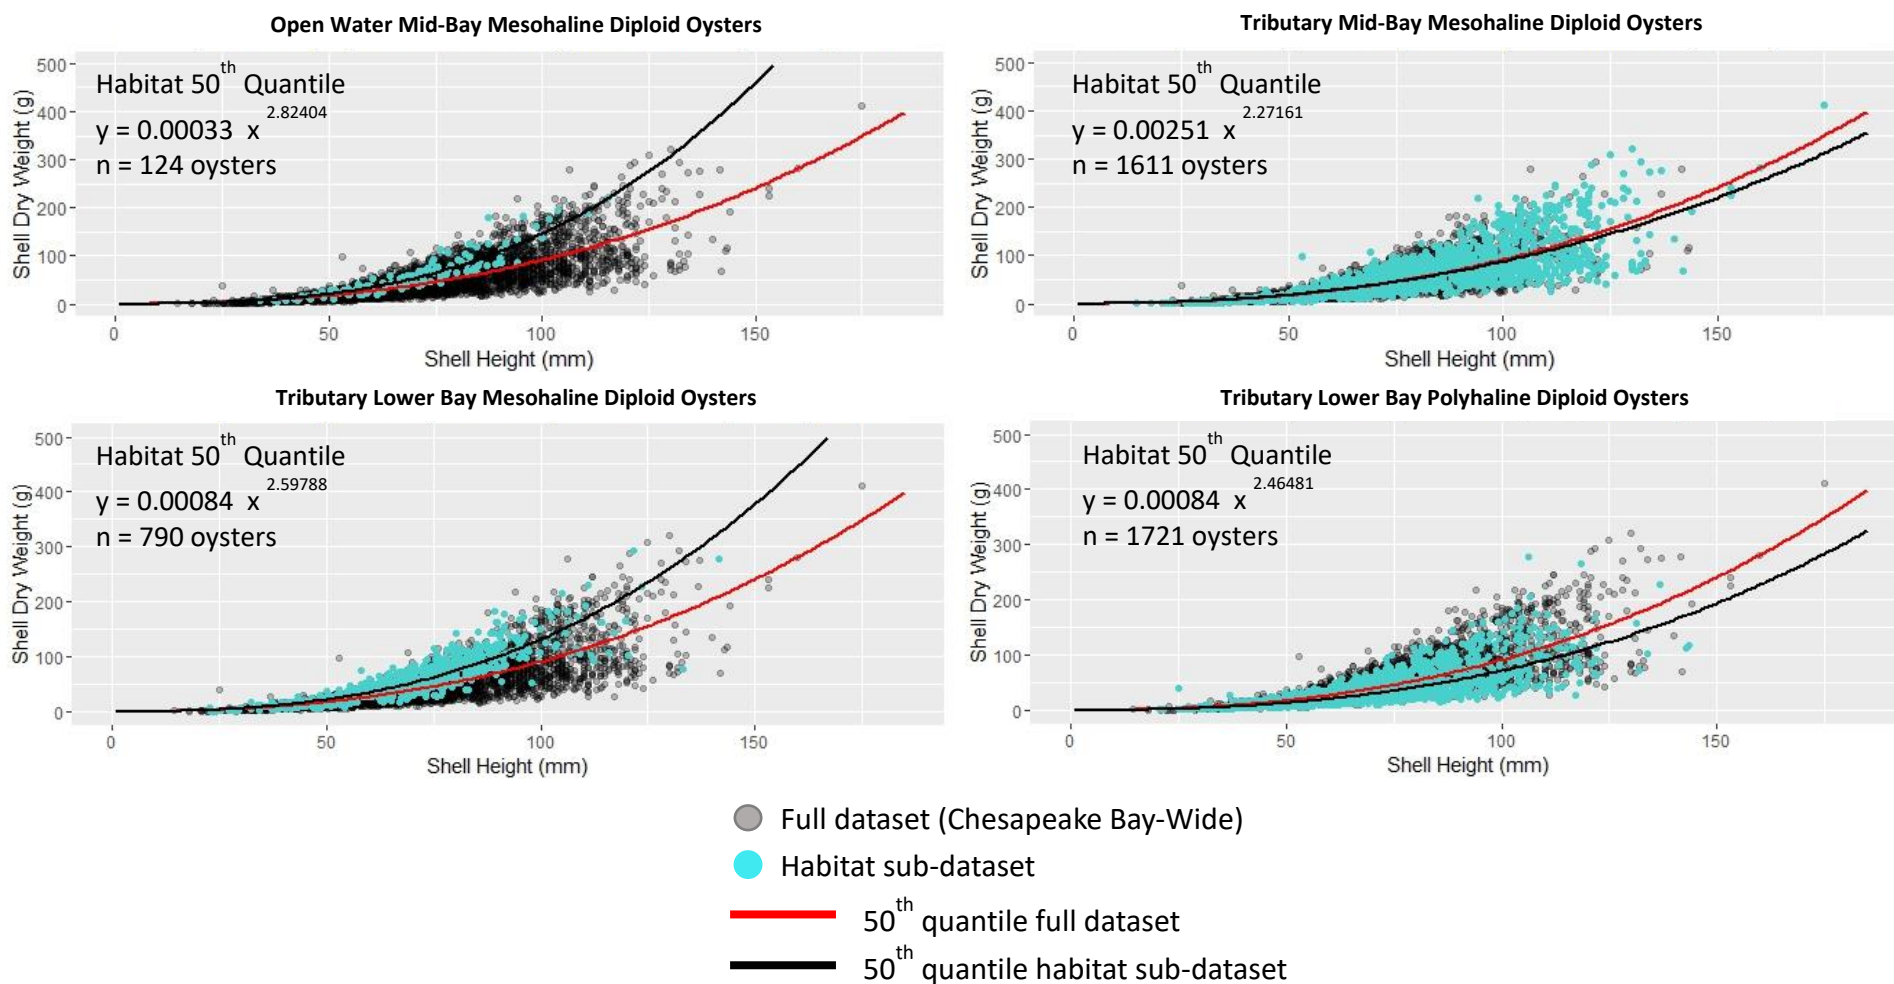 Open Water Mid-Bay Mesohaline Diploid Oysters
500
400
300
200
100
0
Shell Dry Weight (g)
Habitat 50th Quantile
y = 0.00033 x 2.82404
n = 124 oysters
0 50 100 150
Shell Height (mm)
Tributary Mid-Bay Mesohaline Diploid Oysters
500
400
300
200
100
0
Shell Dry Weight (g)
Habitat 50th Quantile
y = 0.00251 x 2.27161
n = 1611 oysters
0 50 100 150
Shell Height (mm)
Tributary Lower Bay Mesohaline Diploid Oysters
500
400
300
200
100
0
Shell Dry Weight (g)
Habitat 50th Quantile
y = 0.00084 x 2.59788
n = 790 oysters
0 50 100 150
Shell Height (mm)
Tributary Lower Bay Polyhaline Diploid Oysters
500
400
300
200
100
0
Shell Dry Weight (g)
Habitat 50th Quantile
y = 0.00084 x 2.46481
n = 1721 oysters
0 50 100 150
Shell Height (mm)
Full dataset (Chesapeake Bay-Wide)
Habitat sub-dataset
50th quantile full dataset
50th quantile habitat sub-dataset